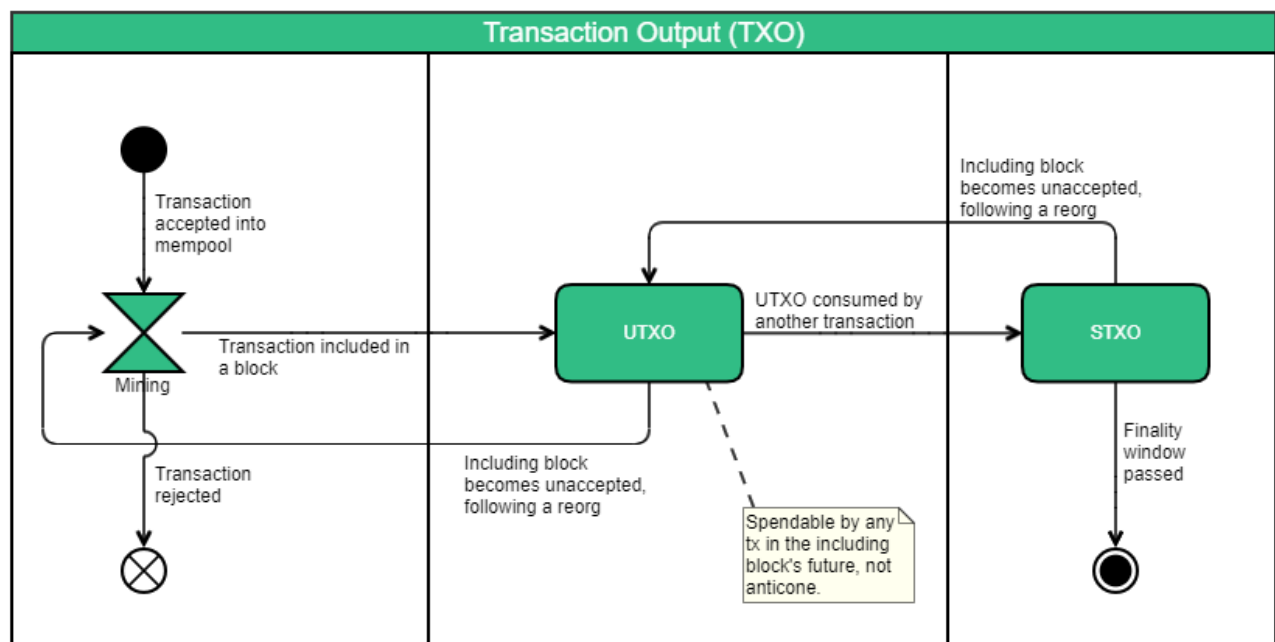 Transaction Output (TXO)
Transaction
accepted into
mempool
Mining
Transaction included in
a block
Transaction
rejected
UTXO
Including block
becomes unaccepted,
following a reorg
UTXO consumed by
another transaction
Spendable by any
tx in the including
block's future, not
anticone.
Including block
becomes unaccepted,
following a reorg
STXO
Finality
window
passed